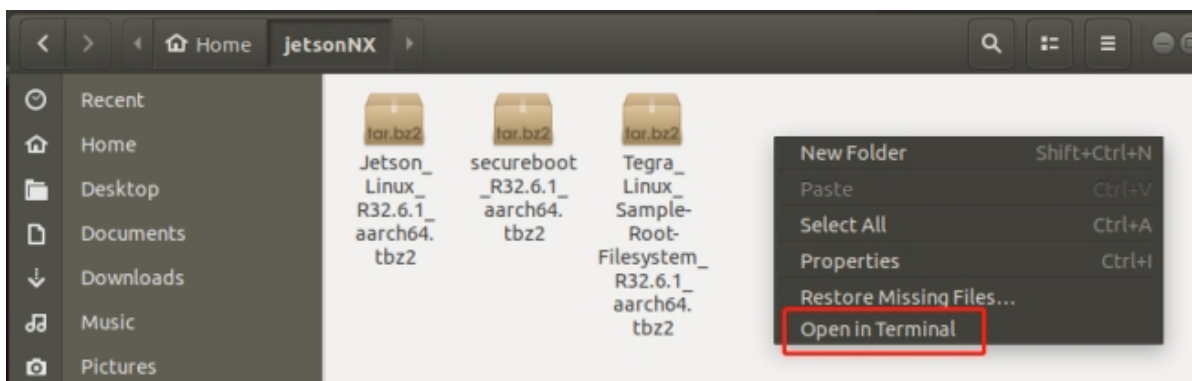 Home jetsonNX
Recent
Home
Desktop
Documents
Downloads
Music
Pictures
tar.bz2
Jetson_
Linux_
R32.6.1_
aarch64.
tbz2
tar.bz2
secureboot
_R32.6.1_
aarch64.
tbz2
tar.bz2
Tegra_
Linux_
Sample-
Root-
Filesystem_
R32.6.1_
aarch64.
tbz2
New Folder Shift+Ctrl+N
Paste Ctrl+V
Select All Ctrl+A
Properties Ctrl+I
Restore Missing Files...
Open in Terminal